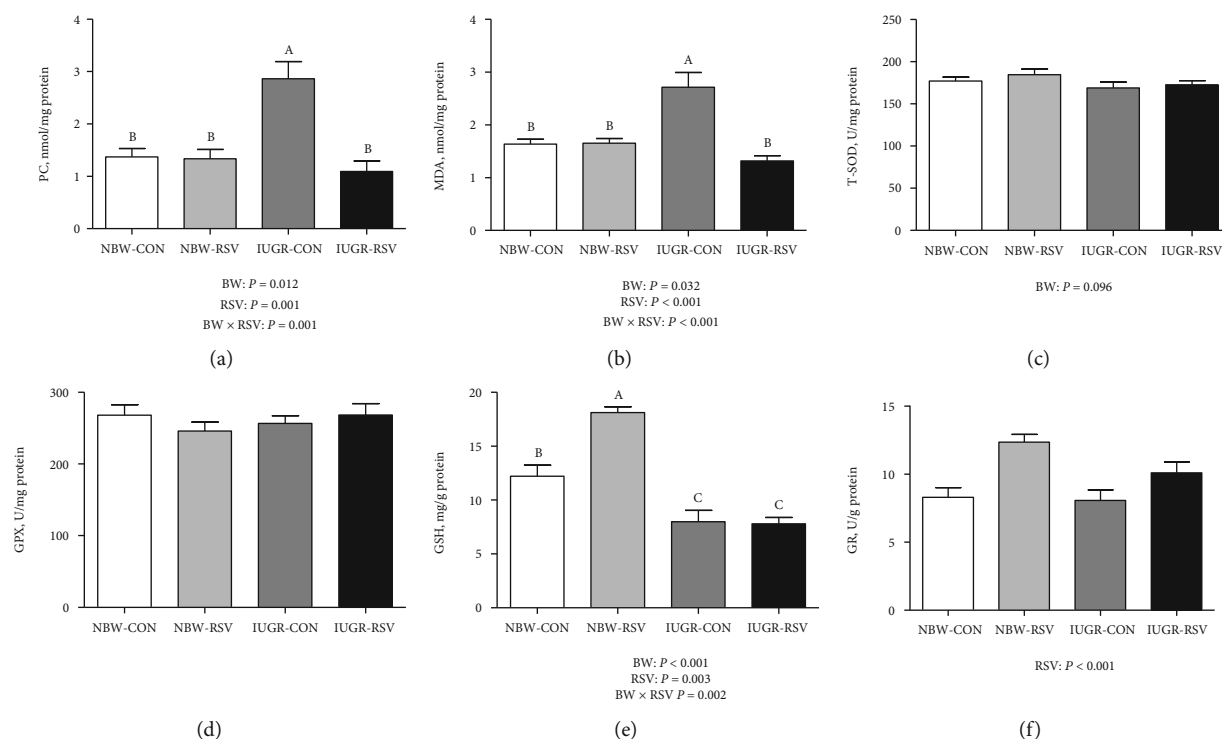 4
3
2
1
0
PC, nmol/mg protein
B
B
A
B
NBW-CON NBW-RSV IUGR-CON IUGR-RSV
BW: P = 0.012
RSV: P = 0.001
BW × RSV: P = 0.001
(a)
4
3
2
1
0
MDA, nmol/mg protein
B
B
A
B
NBW-CON NBW-RSV IUGR-CON IUGR-RSV
BW: P = 0.032
RSV: P < 0.001
BW × RSV: P < 0.001
(b)
250
200
150
100
50
0
T-SOD, U/mg protein
NBW-CON NBW-RSV IUGR-CON IUGR-RSV
BW: P = 0.096
(c)
300
200
100
0
GPX, U/mg protein
NBW-CON NBW-RSV IUGR-CON IUGR-RSV
(d)
20
15
10
5
0
GSH, mg/g protein
B
A
C
C
NBW-CON NBW-RSV IUGR-CON IUGR-RSV
BW: P < 0.001
RSV: P = 0.003
BW × RSV P = 0.002
(e)
15
10
5
0
GR, U/g protein
NBW-CON NBW-RSV IUGR-CON IUGR-RSV
RSV: P < 0.001
(f)